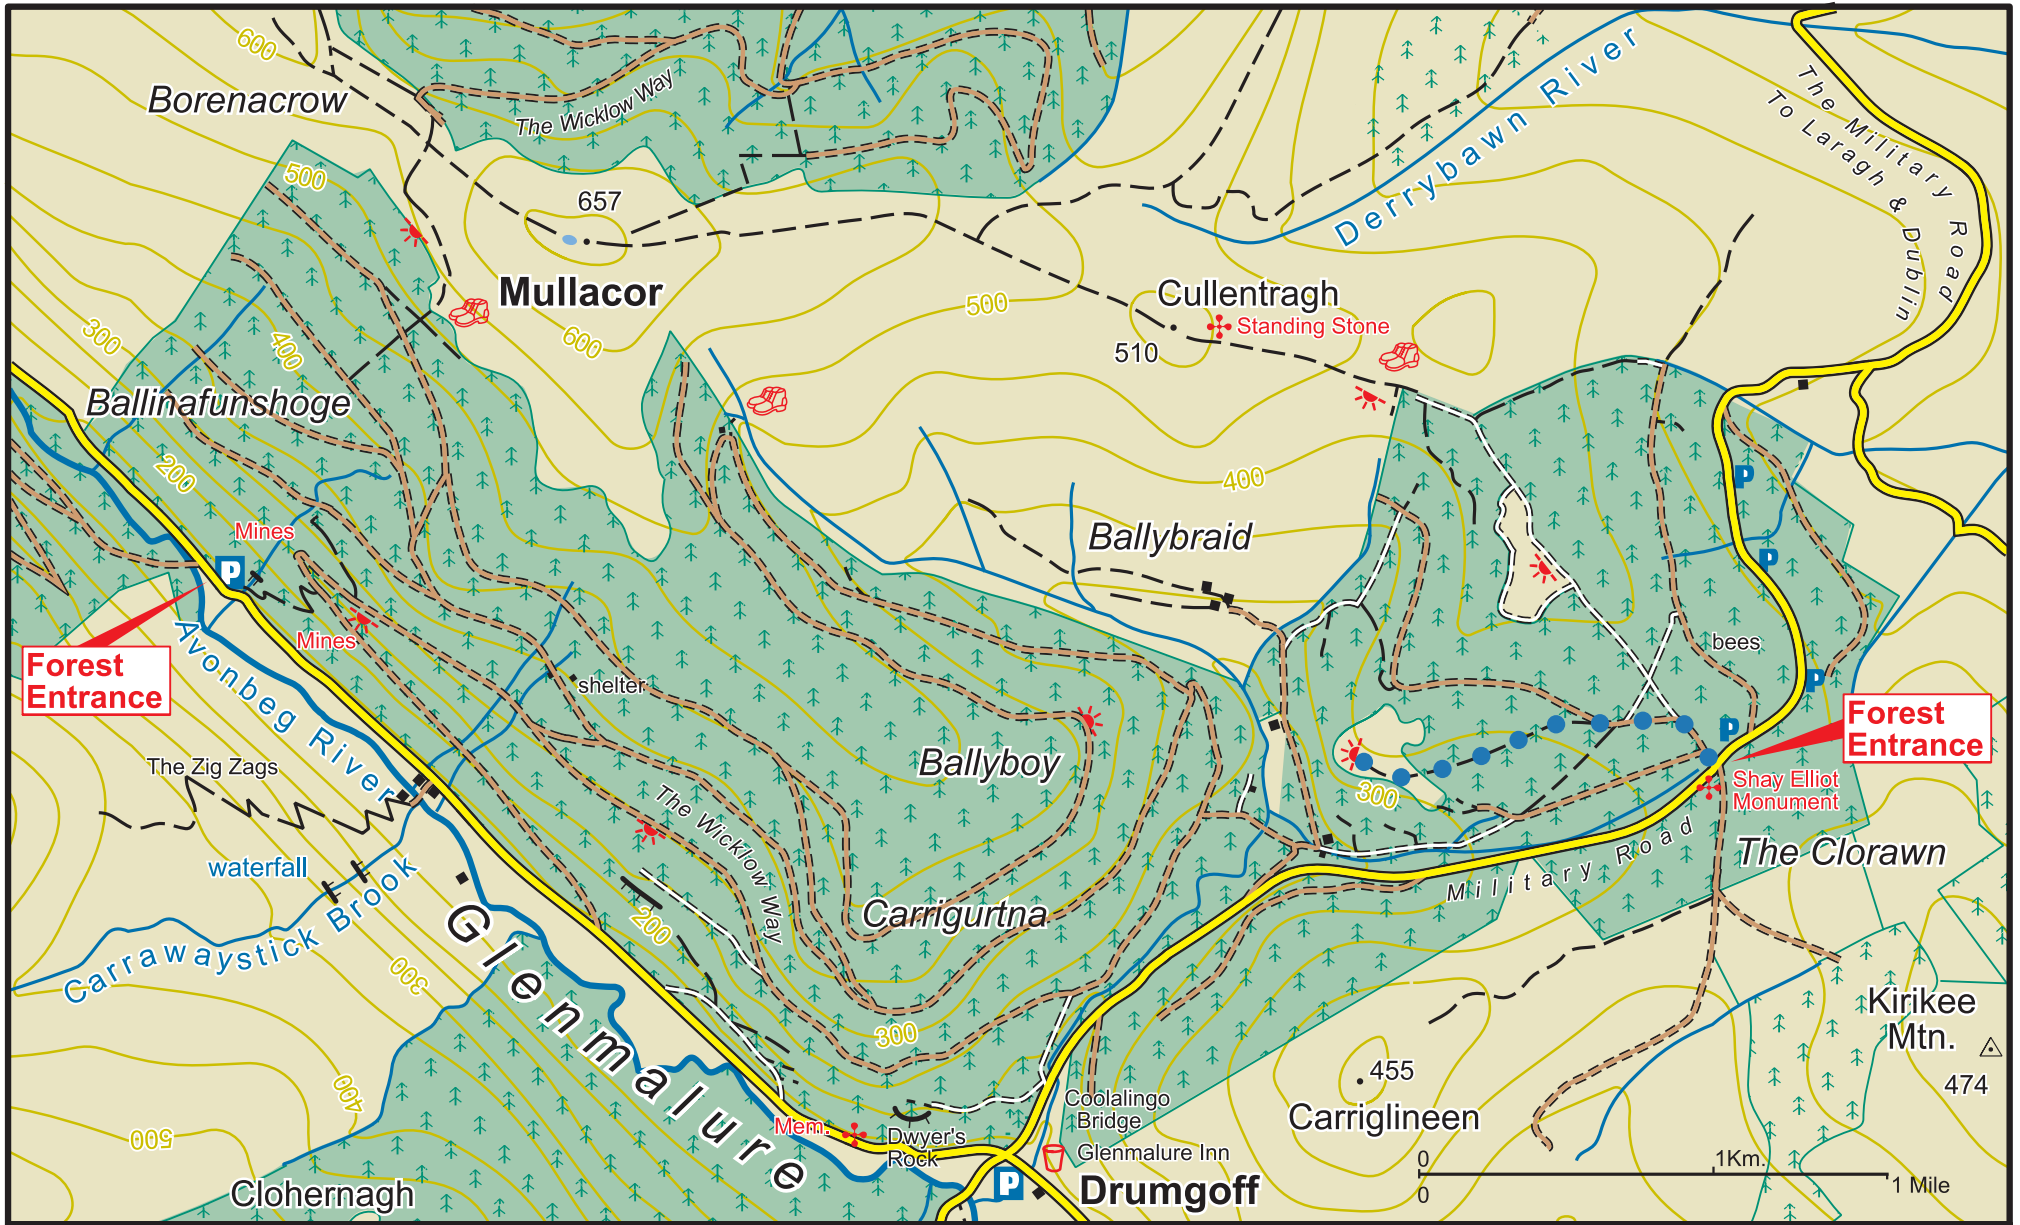 600
Borenacrow
The Wicklow Way
Derrybawn River
The Military Road
To Laragh & Dublin
500
657
Mullacor
600
500
Cullentragh
Standing Stone
510
300
400
Ballinafunshoge
200
400
Mines
P
Ballybraid
P
P
Forest
Entrance
Mines
Avonbeg River
shelter
bees
P
P
Forest
Entrance
The Zig Zags
Ballyboy
300
Shay Elliot
Monument
The Wicklow Way
Military Road
The Clorawn
waterfall
Carrawaystick Brook
Glenmalure
200
Carrigurtna
300
300
Kirikee
Mtn.
474
455
Carriglineen
400
500
Coolalingo
Bridge
Mem.
Dwyer's
Rock
Glenmalure Inn
P
Drumgoff
Clohernagh
0
1Km.
0
1 Mile